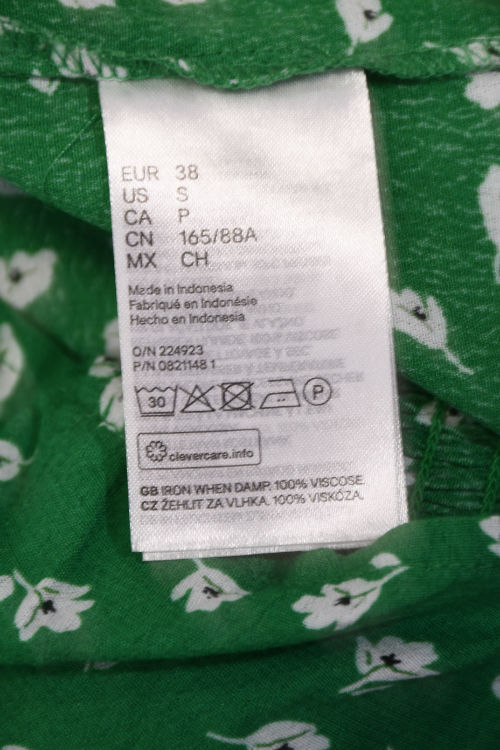 EUR 38
US S
CA P
CN 165/88A
MX CH
Made in Indonesia
Fabriqué en Indonésie
Hecho en Indonesia
O/N 224923
P/N 0821148 1
30 P
clevercare.info
GB IRON WHEN DAMP. 100% VISCOSE.
CZ ŽEHLIT ZA VLHKA. 100% VISKÓZA.